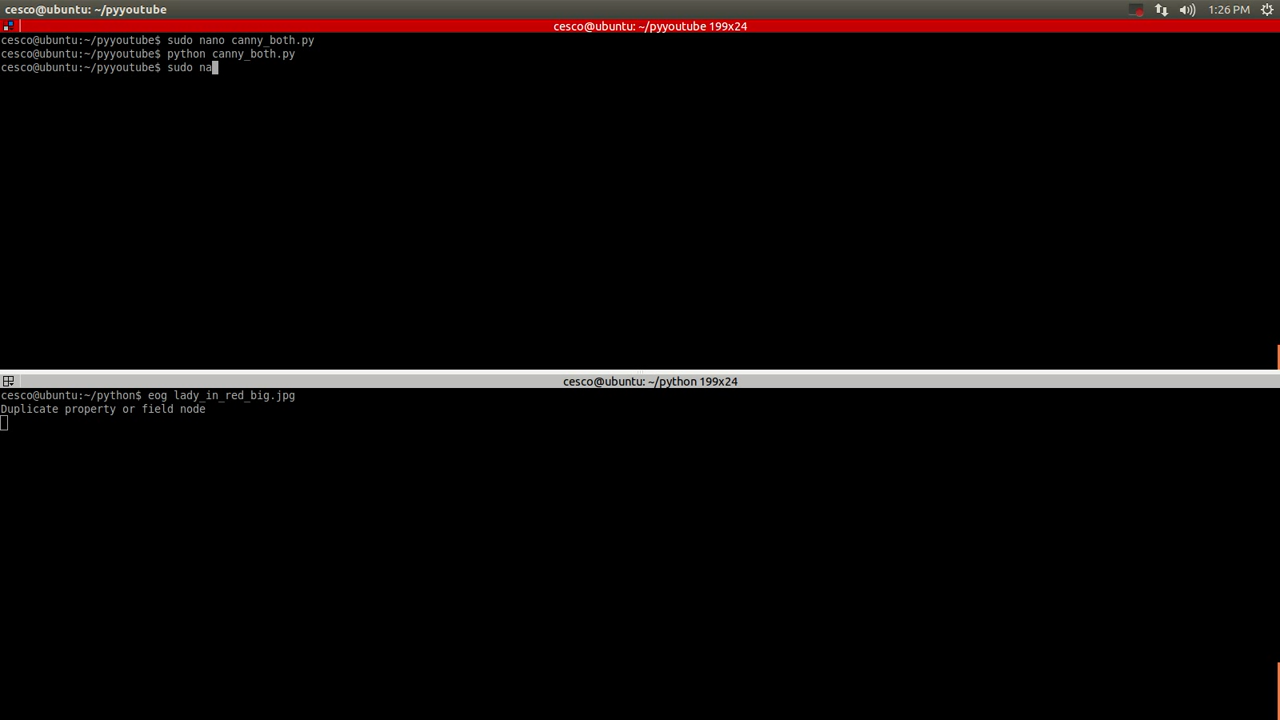 cesco@ubuntu: ~/pyyoutube
1:26 PM
cesco@ubuntu: ~/pyyoutube 199x24
cesco@ubuntu:~/pyyoutube$ sudo nano canny_both.py
cesco@ubuntu:~/pyyoutube$ python canny_both.py
cesco@ubuntu:~/pyyoutube$ sudo na
cesco@ubuntu: ~/python 199x24
cesco@ubuntu:~/python$ eog lady_in_red_big.jpg
Duplicate property or field node